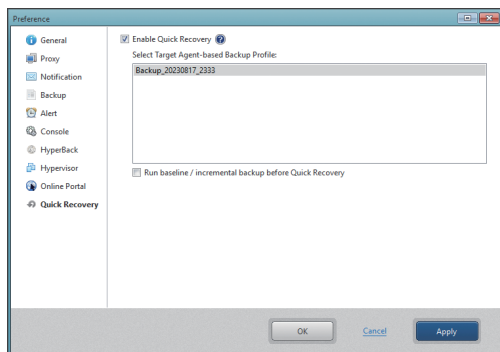 Preference
General
Proxy
Notification
Backup
Alert
Console
HyperBack
Hypervisor
Online Portal
Quick Recovery
Enable Quick Recovery ?
Select Target Agent-based Backup Profile:
Backup_20230817_2333
Run baseline / incremental backup before Quick Recovery
OK
Cancel
Apply